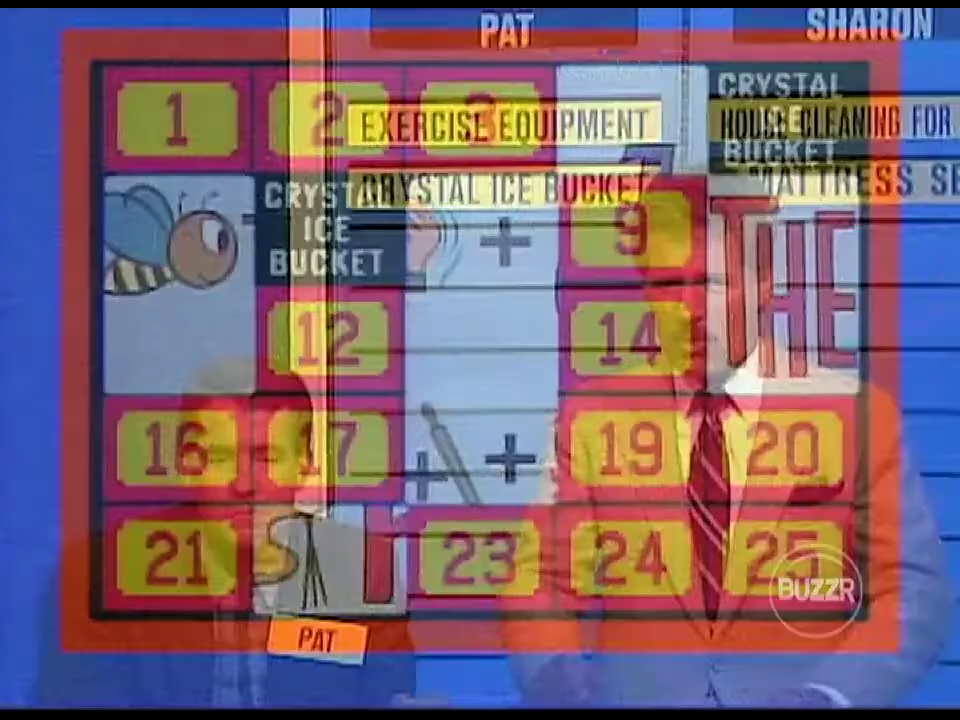 PAT
SHARON
1
2
3
CRYSTAL
ICE
BUCKET
EXERCISE EQUIPMENT
HOUSE CLEANING FOR
CRYSTAL ICE BUCKET
MATTRESS SE
CRYSTAL
ICE
BUCKET
+
9
THE
12
14
16
17
+
+
19
20
21
23
24
25
BUZZR
PAT